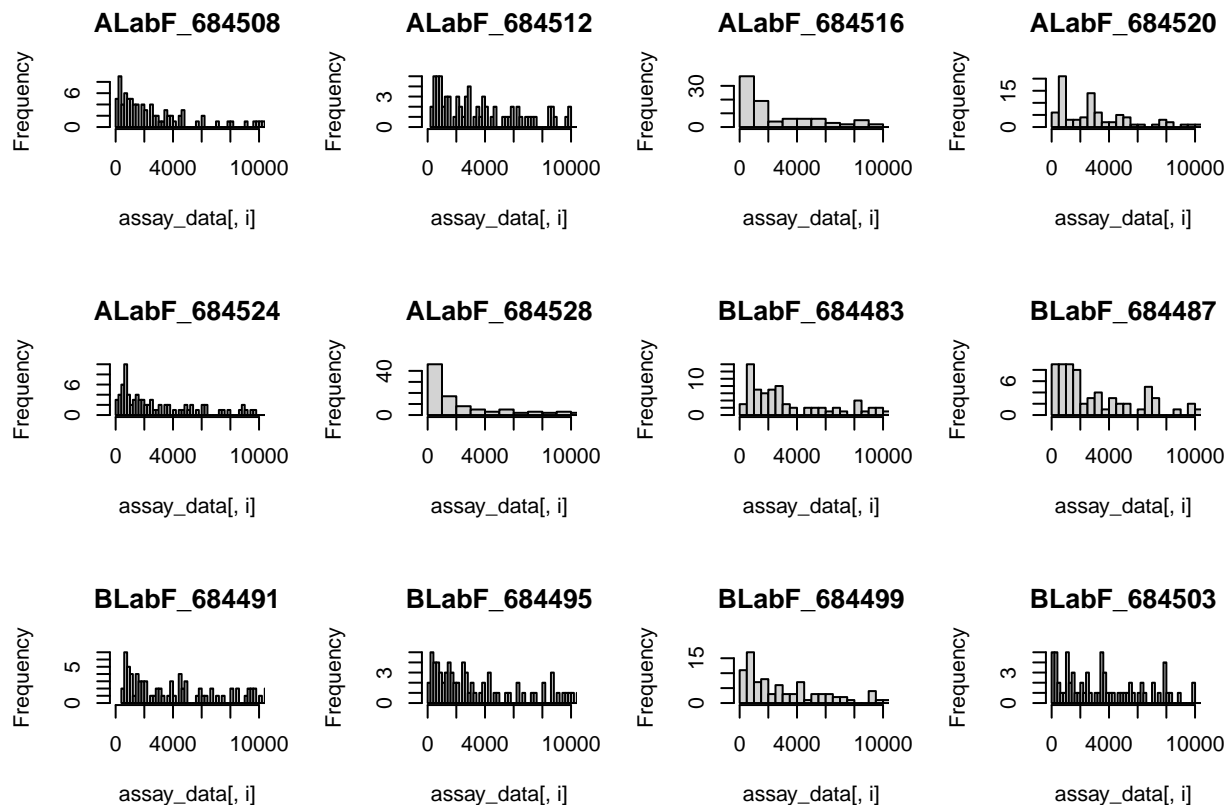 ALabF_684508 ALabF_684512 ALabF_684516 ALabF_684520
Frequency Frequency Frequency Frequency
6 3 30 15
0 0 0 0
0 4000 10000 0 4000 10000 0 4000 10000 0 4000 10000
assay_data[, i] assay_data[, i] assay_data[, i] assay_data[, i]
ALabF_684524 ALabF_684528 BLabF_684483 BLabF_684487
Frequency Frequency Frequency Frequency
6 40 10 6
0 0 0 0
0 4000 10000 0 4000 10000 0 4000 10000 0 4000 10000
assay_data[, i] assay_data[, i] assay_data[, i] assay_data[, i]
BLabF_684491 BLabF_684495 BLabF_684499 BLabF_684503
Frequency Frequency Frequency Frequency
5 3 15 3
0 0 0 0
0 4000 10000 0 4000 10000 0 4000 10000 0 4000 10000
assay_data[, i] assay_data[, i] assay_data[, i] assay_data[, i]